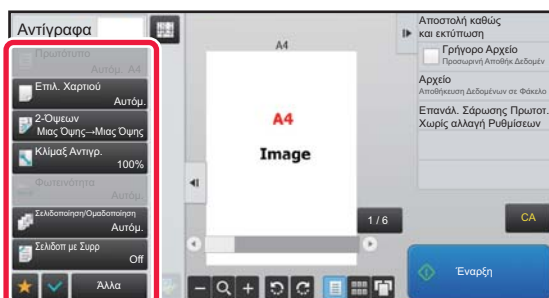 Αντίγραφα
Πρωτότυπο
Αυτόμ. A4
Επιλ. Χαρτιού
Αυτόμ.
2-Όψεων
Μιας Όψης→Μιας Όψης
Κλίμαξ Αντιγρ.
100%
Φωτεινότητα
Αυτόμ.
Σελιδοποίηση/Ομαδοποίηση
Αυτόμ.
Σελιδοπ με Συρρ
Off
Άλλα
A4
A4
Image
1 / 6
Αποστολή καθώς
και εκτύπωση
Γρήγορο Αρχείο
Προσωρινή Αποθήκ Δεδομέν
Αρχείο
Αποθήκευση Δεδομένων σε Φάκελο
Επανάλ. Σάρωσης Πρωτοτ.
Χωρίς αλλαγή Ρυθμίσεων
CA
Έναρξη